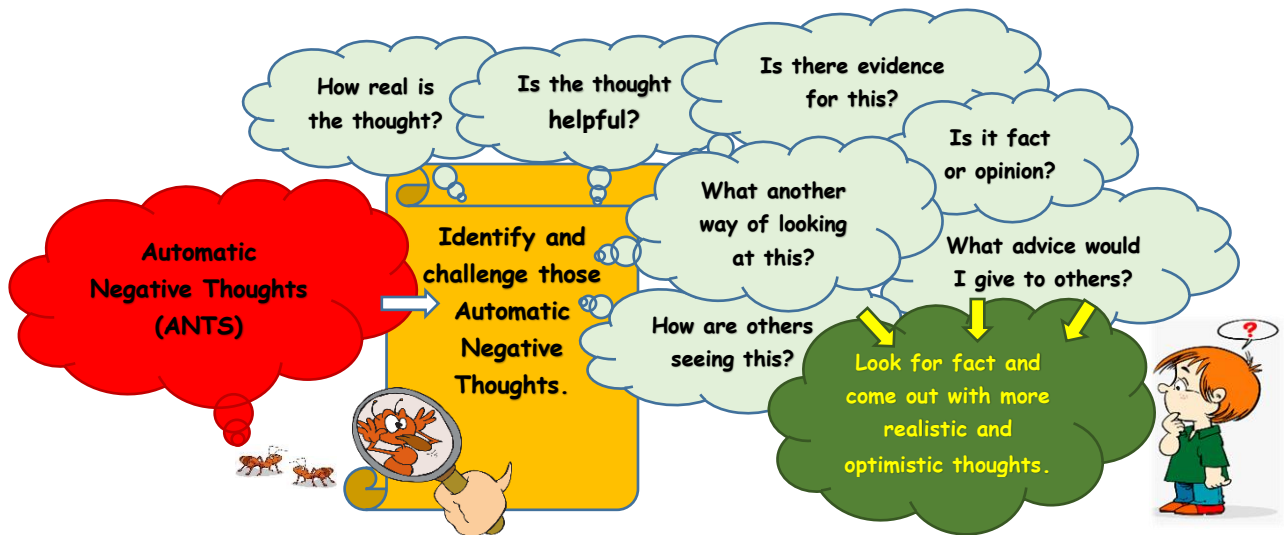 Automatic
Negative Thoughts
(ANTS)
Identify and
challenge those
Automatic
Negative
Thoughts.
How real is
the thought?
Is the thought
helpful?
Is there evidence
for this?
Is it fact
or opinion?
What another
way of looking
at this?
What advice would
I give to others?
How are others
seeing this?
Look for fact and
come out with more
realistic and
optimistic thoughts.
?